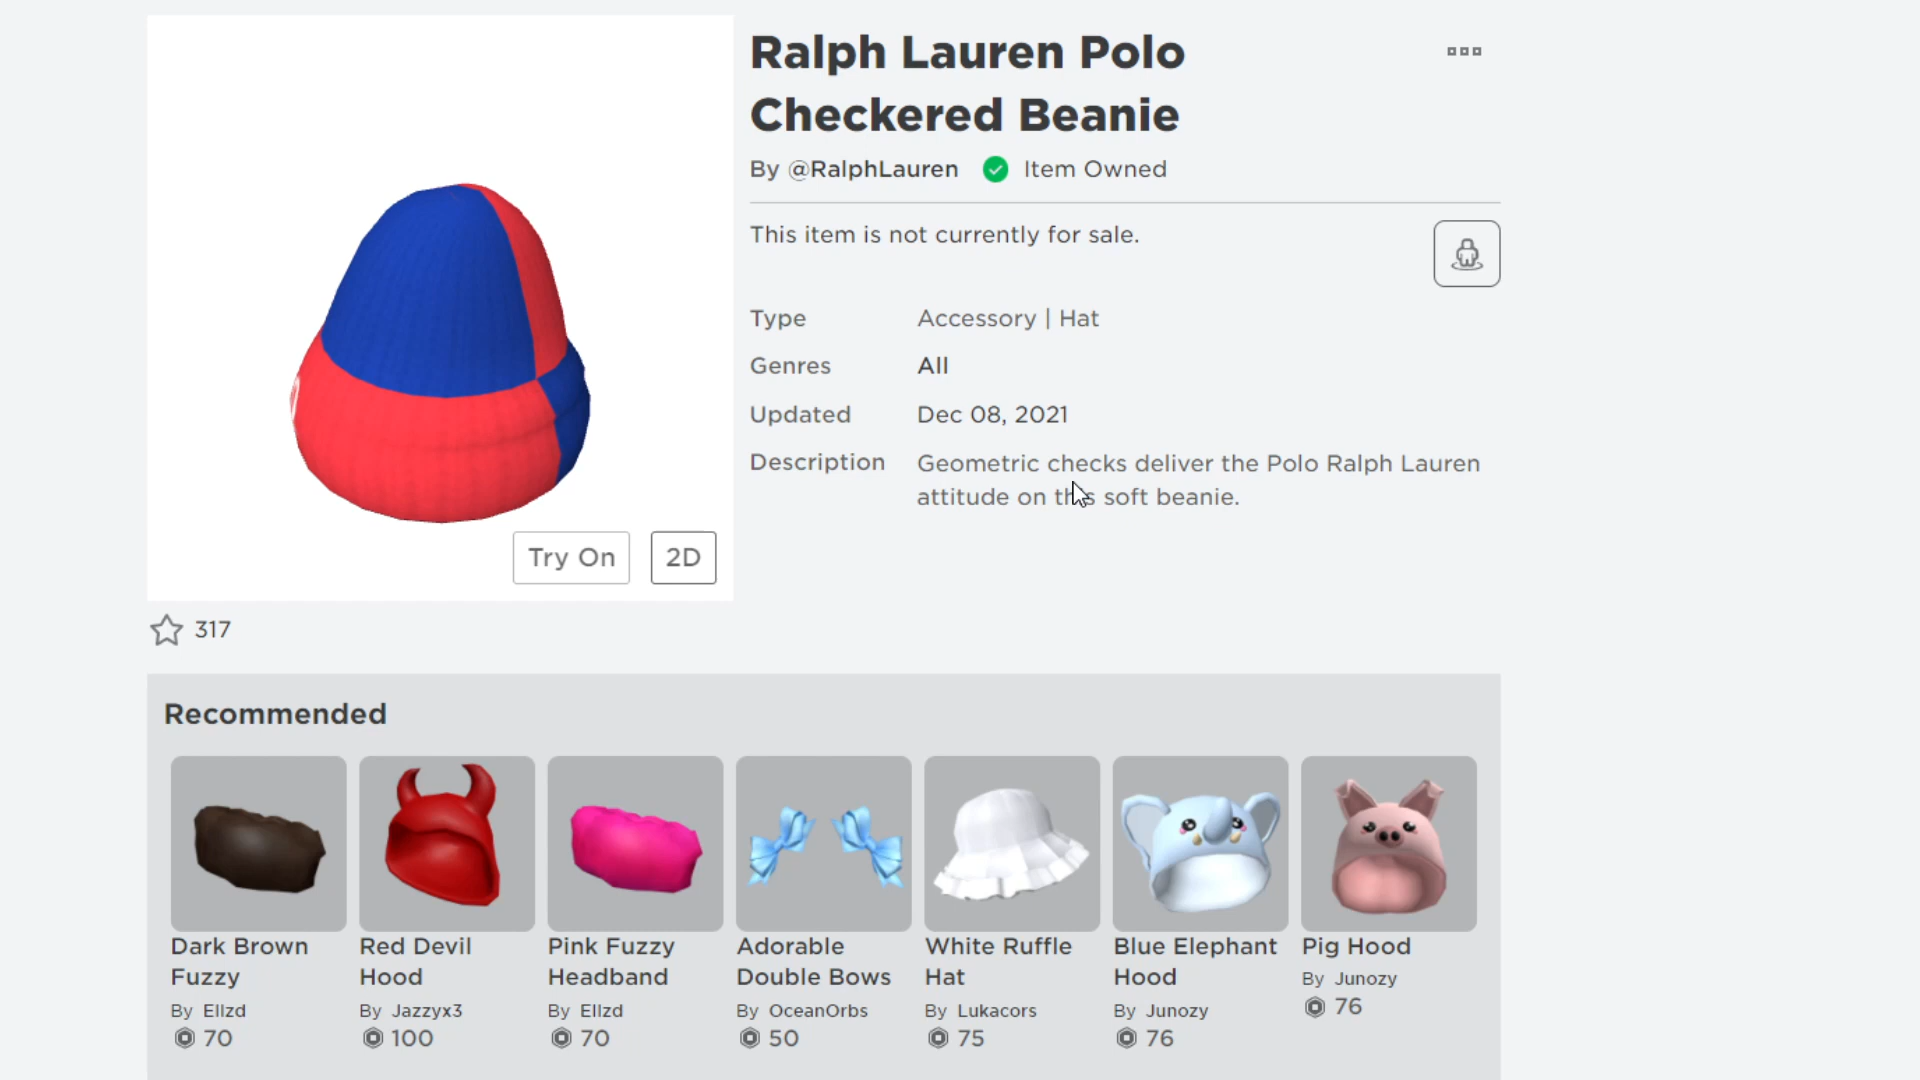 Ralph Lauren Polo
Checkered Beanie
By @RalphLauren Item Owned
This item is not currently for sale.
Type Accessory | Hat
Genres All
Updated Dec 08, 2021
Description Geometric checks deliver the Polo Ralph Lauren
attitude on this soft beanie.
Try On 2D
317
Recommended
Dark Brown
Fuzzy
By Ellzd
70
Red Devil
Hood
By Jazzyx3
100
Pink Fuzzy
Headband
By Ellzd
70
Adorable
Double Bows
By OceanOrbs
50
White Ruffle
Hat
By Lukacors
75
Blue Elephant
Hood
By Junozy
76
Pig Hood
By Junozy
76